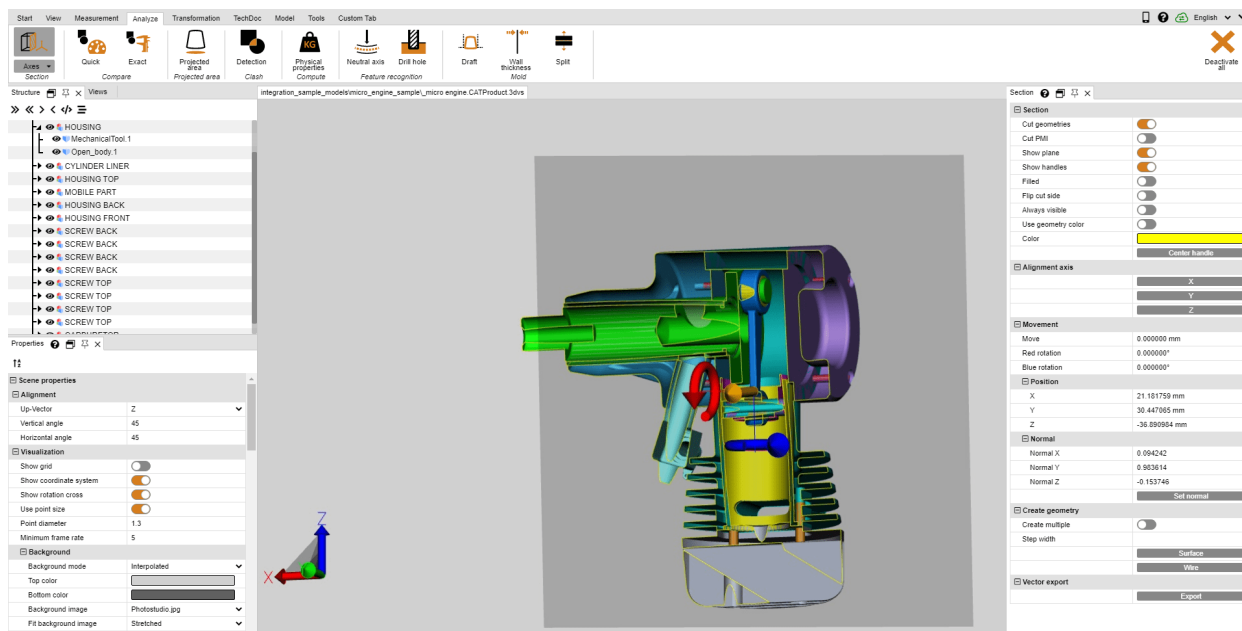 Start View Measurement Analyze Transformation TechDoc Model Tools Custom Tab English
Axes Quick Exact Projected area Detection Physical properties Neutral axis Drill hole Draft Wall thickness Split Deactivate all
KG
Section Compare Projected area Clash Compute Feature recognition Mold
Structure Views
integration_sample_models\micro_engine_sample\_micro engine.CATProduct.3dvs
HOUSING
MechanicalTool.1
Open_body.1
CYLINDER LINER
HOUSING TOP
MOBILE PART
HOUSING BACK
HOUSING FRONT
SCREW BACK
SCREW BACK
SCREW BACK
SCREW BACK
SCREW TOP
SCREW TOP
SCREW TOP
SCREW TOP
CARBURETOR
Properties
Scene properties
Alignment
Up-Vector Z
Vertical angle 45
Horizontal angle 45
Visualization
Show grid
Show coordinate system
Show rotation cross
Use point size
Point diameter 1.3
Minimum frame rate 5
Background
Background mode Interpolated
Top color
Bottom color
Background image Photostudio.jpg
Fit background image Stretched
Z
X
Section
Section
Cut geometries
Cut PMI
Show plane
Show handles
Filled
Flip cut side
Always visible
Use geometry color
Color
Center handle
Alignment axis
X
Y
Z
Movement
Move 0.000000 mm
Red rotation 0.000000°
Blue rotation 0.000000°
Position
X 21.181759 mm
Y 30.447065 mm
Z -36.890984 mm
Normal
Normal X 0.094242
Normal Y 0.983614
Normal Z -0.153746
Set normal
Create geometry
Create multiple
Step width
Surface
Wire
Vector export
Export